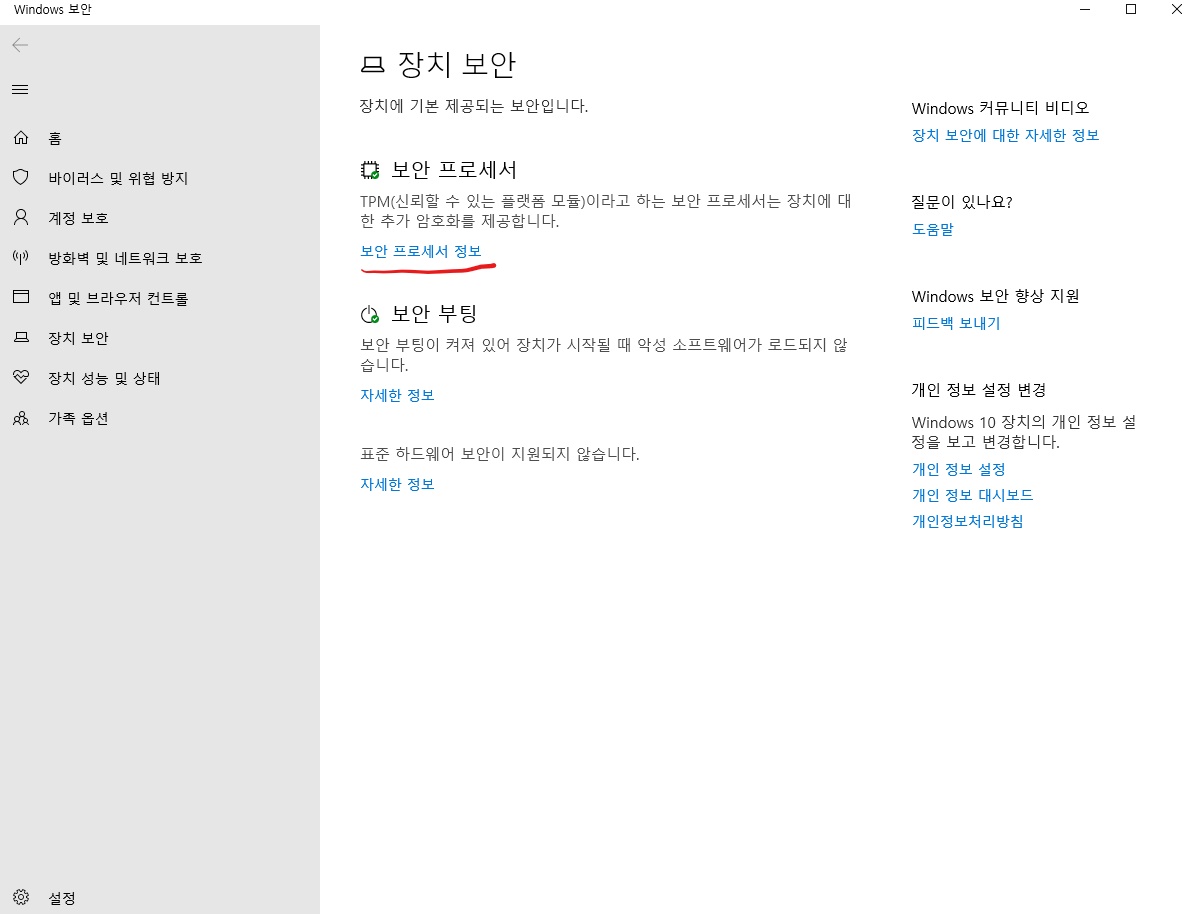 Windows 보안
홈
바이러스 및 위협 방지
계정 보호
방화벽 및 네트워크 보호
앱 및 브라우저 컨트롤
장치 보안
장치 성능 및 상태
가족 옵션
설정
장치 보안
장치에 기본 제공되는 보안입니다.
보안 프로세서
TPM(신뢰할 수 있는 플랫폼 모듈)이라고 하는 보안 프로세서는 장치에 대
한 추가 암호화를 제공합니다.
보안 프로세서 정보
보안 부팅
보안 부팅이 켜져 있어 장치가 시작될 때 악성 소프트웨어가 로드되지 않
습니다.
자세한 정보
표준 하드웨어 보안이 지원되지 않습니다.
자세한 정보
Windows 커뮤니티 비디오
장치 보안에 대한 자세한 정보
질문이 있나요?
도움말
Windows 보안 향상 지원
피드백 보내기
개인 정보 설정 변경
Windows 10 장치의 개인 정보 설
정을 보고 변경합니다.
개인 정보 설정
개인 정보 대시보드
개인정보처리방침